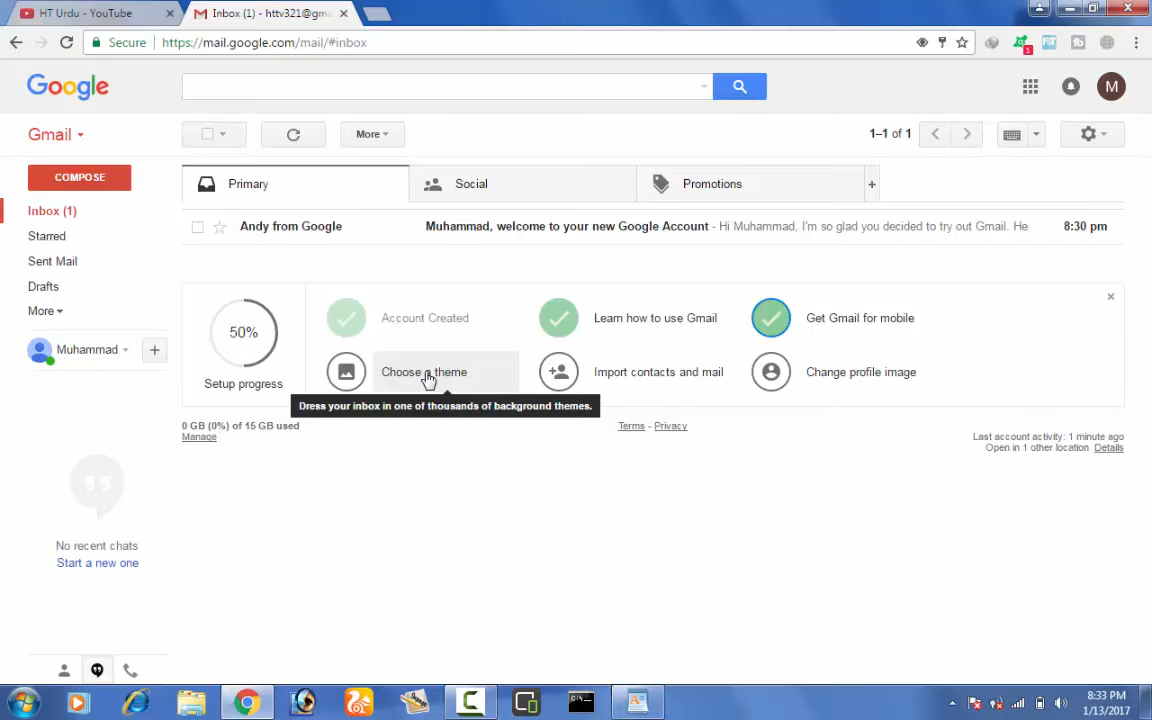 HT Urdu - YouTube
Inbox (1) - httv321@gm
Secure
https://mail.google.com/mail/#inbox
1
Google
M
Gmail
More
1–1 of 1
COMPOSE
Primary
Social
Promotions
+
Inbox (1)
Andy from Google
Muhammad, welcome to your new Google Account - Hi Muhammad, I'm so glad you decided to try out Gmail. He
8:30 pm
Starred
Sent Mail
Drafts
More
50%
Setup progress
Account Created
Learn how to use Gmail
Get Gmail for mobile
Muhammad
+
Choose a theme
Import contacts and mail
Change profile image
Dress your inbox in one of thousands of background themes.
0 GB (0%) of 15 GB used
Manage
Terms - Privacy
Last account activity: 1 minute ago
Open in 1 other location Details
No recent chats
Start a new one
8:33 PM
1/13/2017